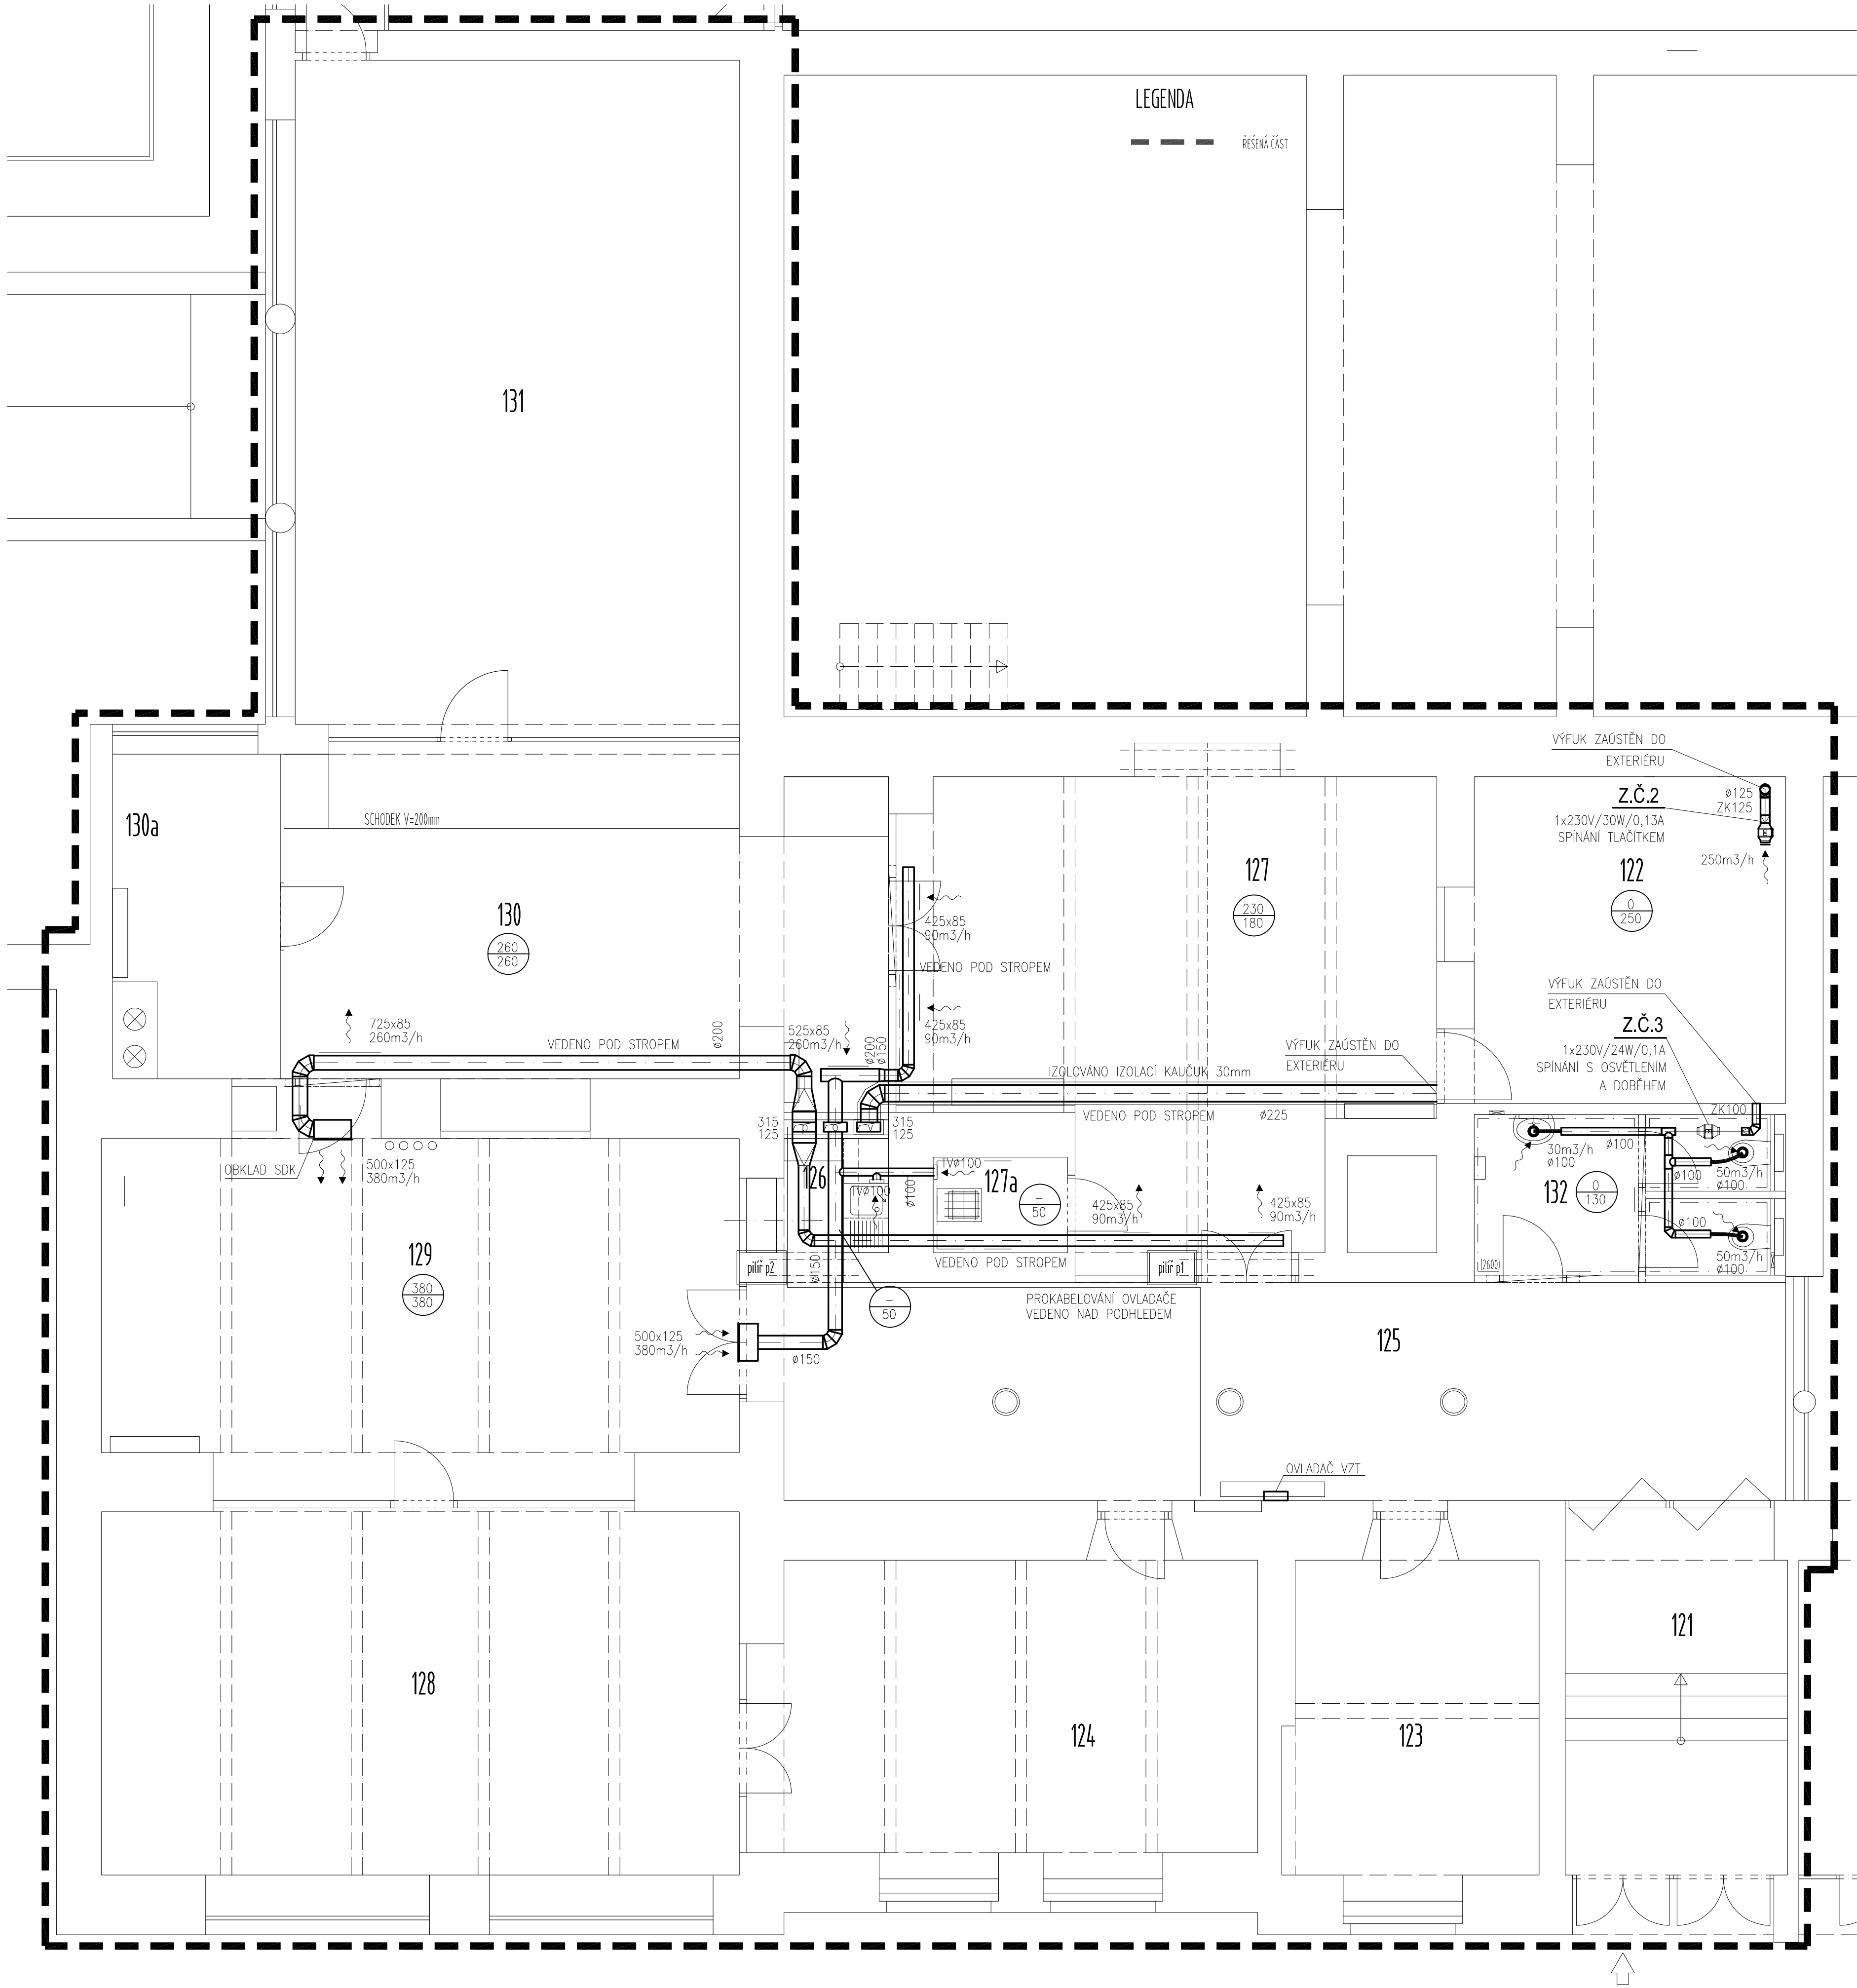 LEGENDA
ŘEŠENÁ ČÁST
131
VÝFUK ZAÚSTĚN DO
EXTERIÉRU
Z.Č.2
1x230V/30W/0,13A
SPÍNÁNÍ TLAČÍTKEM
ø125
ZK125
250m3/h
122
0
250
130a
SCHODEK V=200mm
130
260
260
127
230
180
425x85
90m3/h
VEDENO POD STROPEM
425x85
90m3/h
725x85
260m3/h
VEDENO POD STROPEM
ø200
525x85
260m3/h
ø200
ø150
VÝFUK ZAÚSTĚN DO
EXTERIÉRU
IZOLOVÁNO IZOLACÍ KAUČUK 30mm
VEDENO POD STROPEM
ø225
VÝFUK ZAÚSTĚN DO
EXTERIÉRU
Z.Č.3
1x230V/24W/0,1A
SPÍNÁNÍ S OSVĚTLENÍM
A DOBĚHEM
ZK100
315
125
315
125
OBKLAD SDK
500x125
380m3/h
126
TVø100
TVø100
ø100
127a
–
50
425x85
90m3/h
425x85
90m3/h
30m3/h
ø100
ø100
ø100
50m3/h
ø100
132
0
130
ø100
50m3/h
ø100
(2600)
129
380
380
pilíř p2
ø150
VEDENO POD STROPEM
pilíř p1
–
50
PROKABELOVÁNÍ OVLADAČE
VEDENO NAD PODHLEDEM
500x125
380m3/h
ø150
125
OVLADAČ VZT
128
124
123
121